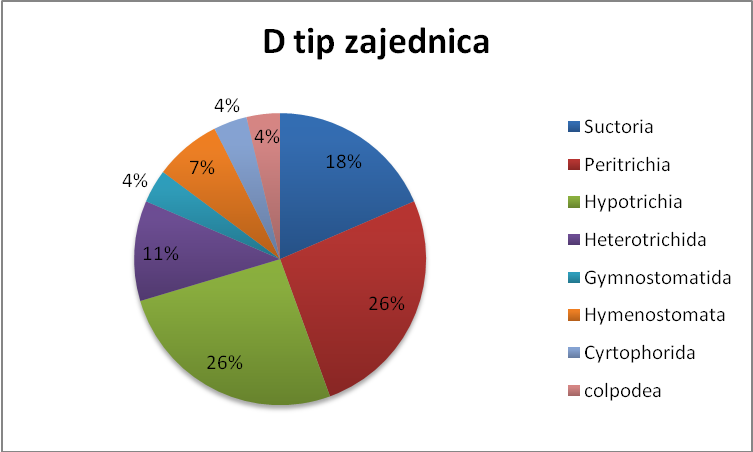 D tip zajednica
4%
4%
18%
7%
4%
11%
26%
26%
Suctoria
Peritrichia
Hypotrichia
Heterotrichida
Gymnostomatida
Hymenostomata
Cyrtophorida
colpodea